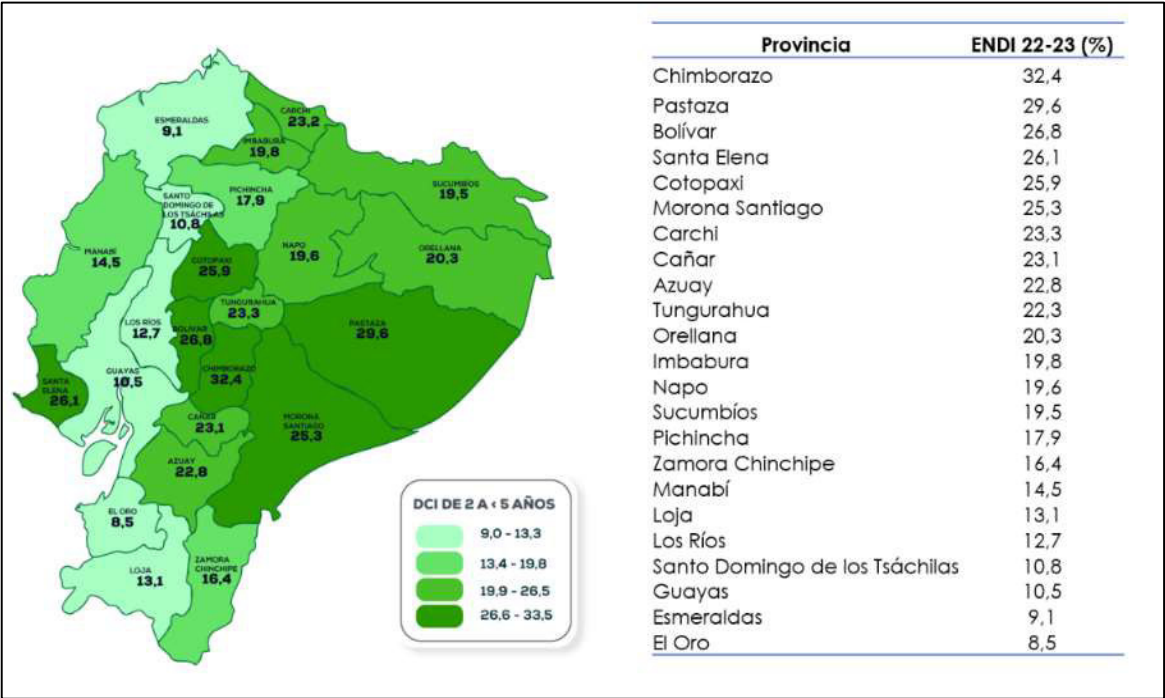 ESMERALDAS
9,1
CARCHI
23,2
IMBABURA
19,8
SUCUMBÍOS
19,5
PICHINCHA
17,9
SANTO
DOMINGO DE
LOS TSÁCHILAS
10,8
MANABÍ
14,5
NAPO
19,6
ORELLANA
20,3
COTOPAXI
25,9
TUNGURAHUA
23,3
PASTAZA
29,6
LOS RÍOS
12,7
BOLÍVAR
26,8
CHIMBORAZO
32,4
GUAYAS
10,5
SANTA
ELENA
26,1
CAÑAR
23,1
MORONA
SANTIAGO
25,3
AZUAY
22,8
EL ORO
8,5
LOJA
13,1
ZAMORA
CHINCHIPE
16,4
DCI DE 2 A < 5 AÑOS
9,0 - 13,3
13,4 - 19,8
19,9 - 26,5
26,6 - 33,5
Provincia ENDI 22-23 (%)
Chimborazo 32,4
Pastaza 29,6
Bolívar 26,8
Santa Elena 26,1
Cotopaxi 25,9
Morona Santiago 25,3
Carchi 23,3
Cañar 23,1
Azuay 22,8
Tungurahua 22,3
Orellana 20,3
Imbabura 19,8
Napo 19,6
Sucumbíos 19,5
Pichincha 17,9
Zamora Chinchipe 16,4
Manabí 14,5
Loja 13,1
Los Ríos 12,7
Santo Domingo de los Tsáchilas 10,8
Guayas 10,5
Esmeraldas 9,1
El Oro 8,5